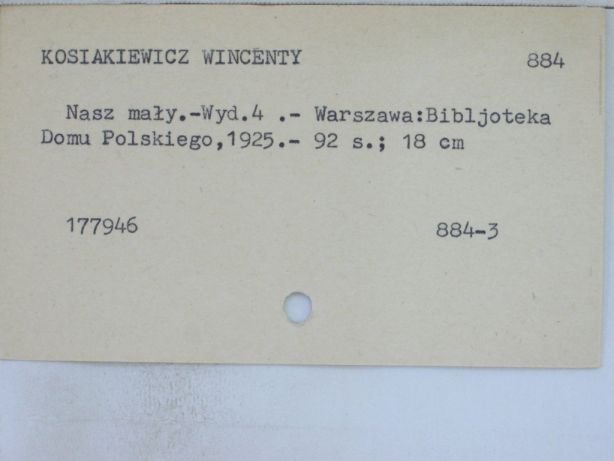 KOSIAKIEWICZ WINCENTY 884
Nasz mały.-Wyd.4 .- Warszawa:Bibljoteka
Domu Polskiego,1925.- 92 s.; 18 cm
177946 884-3